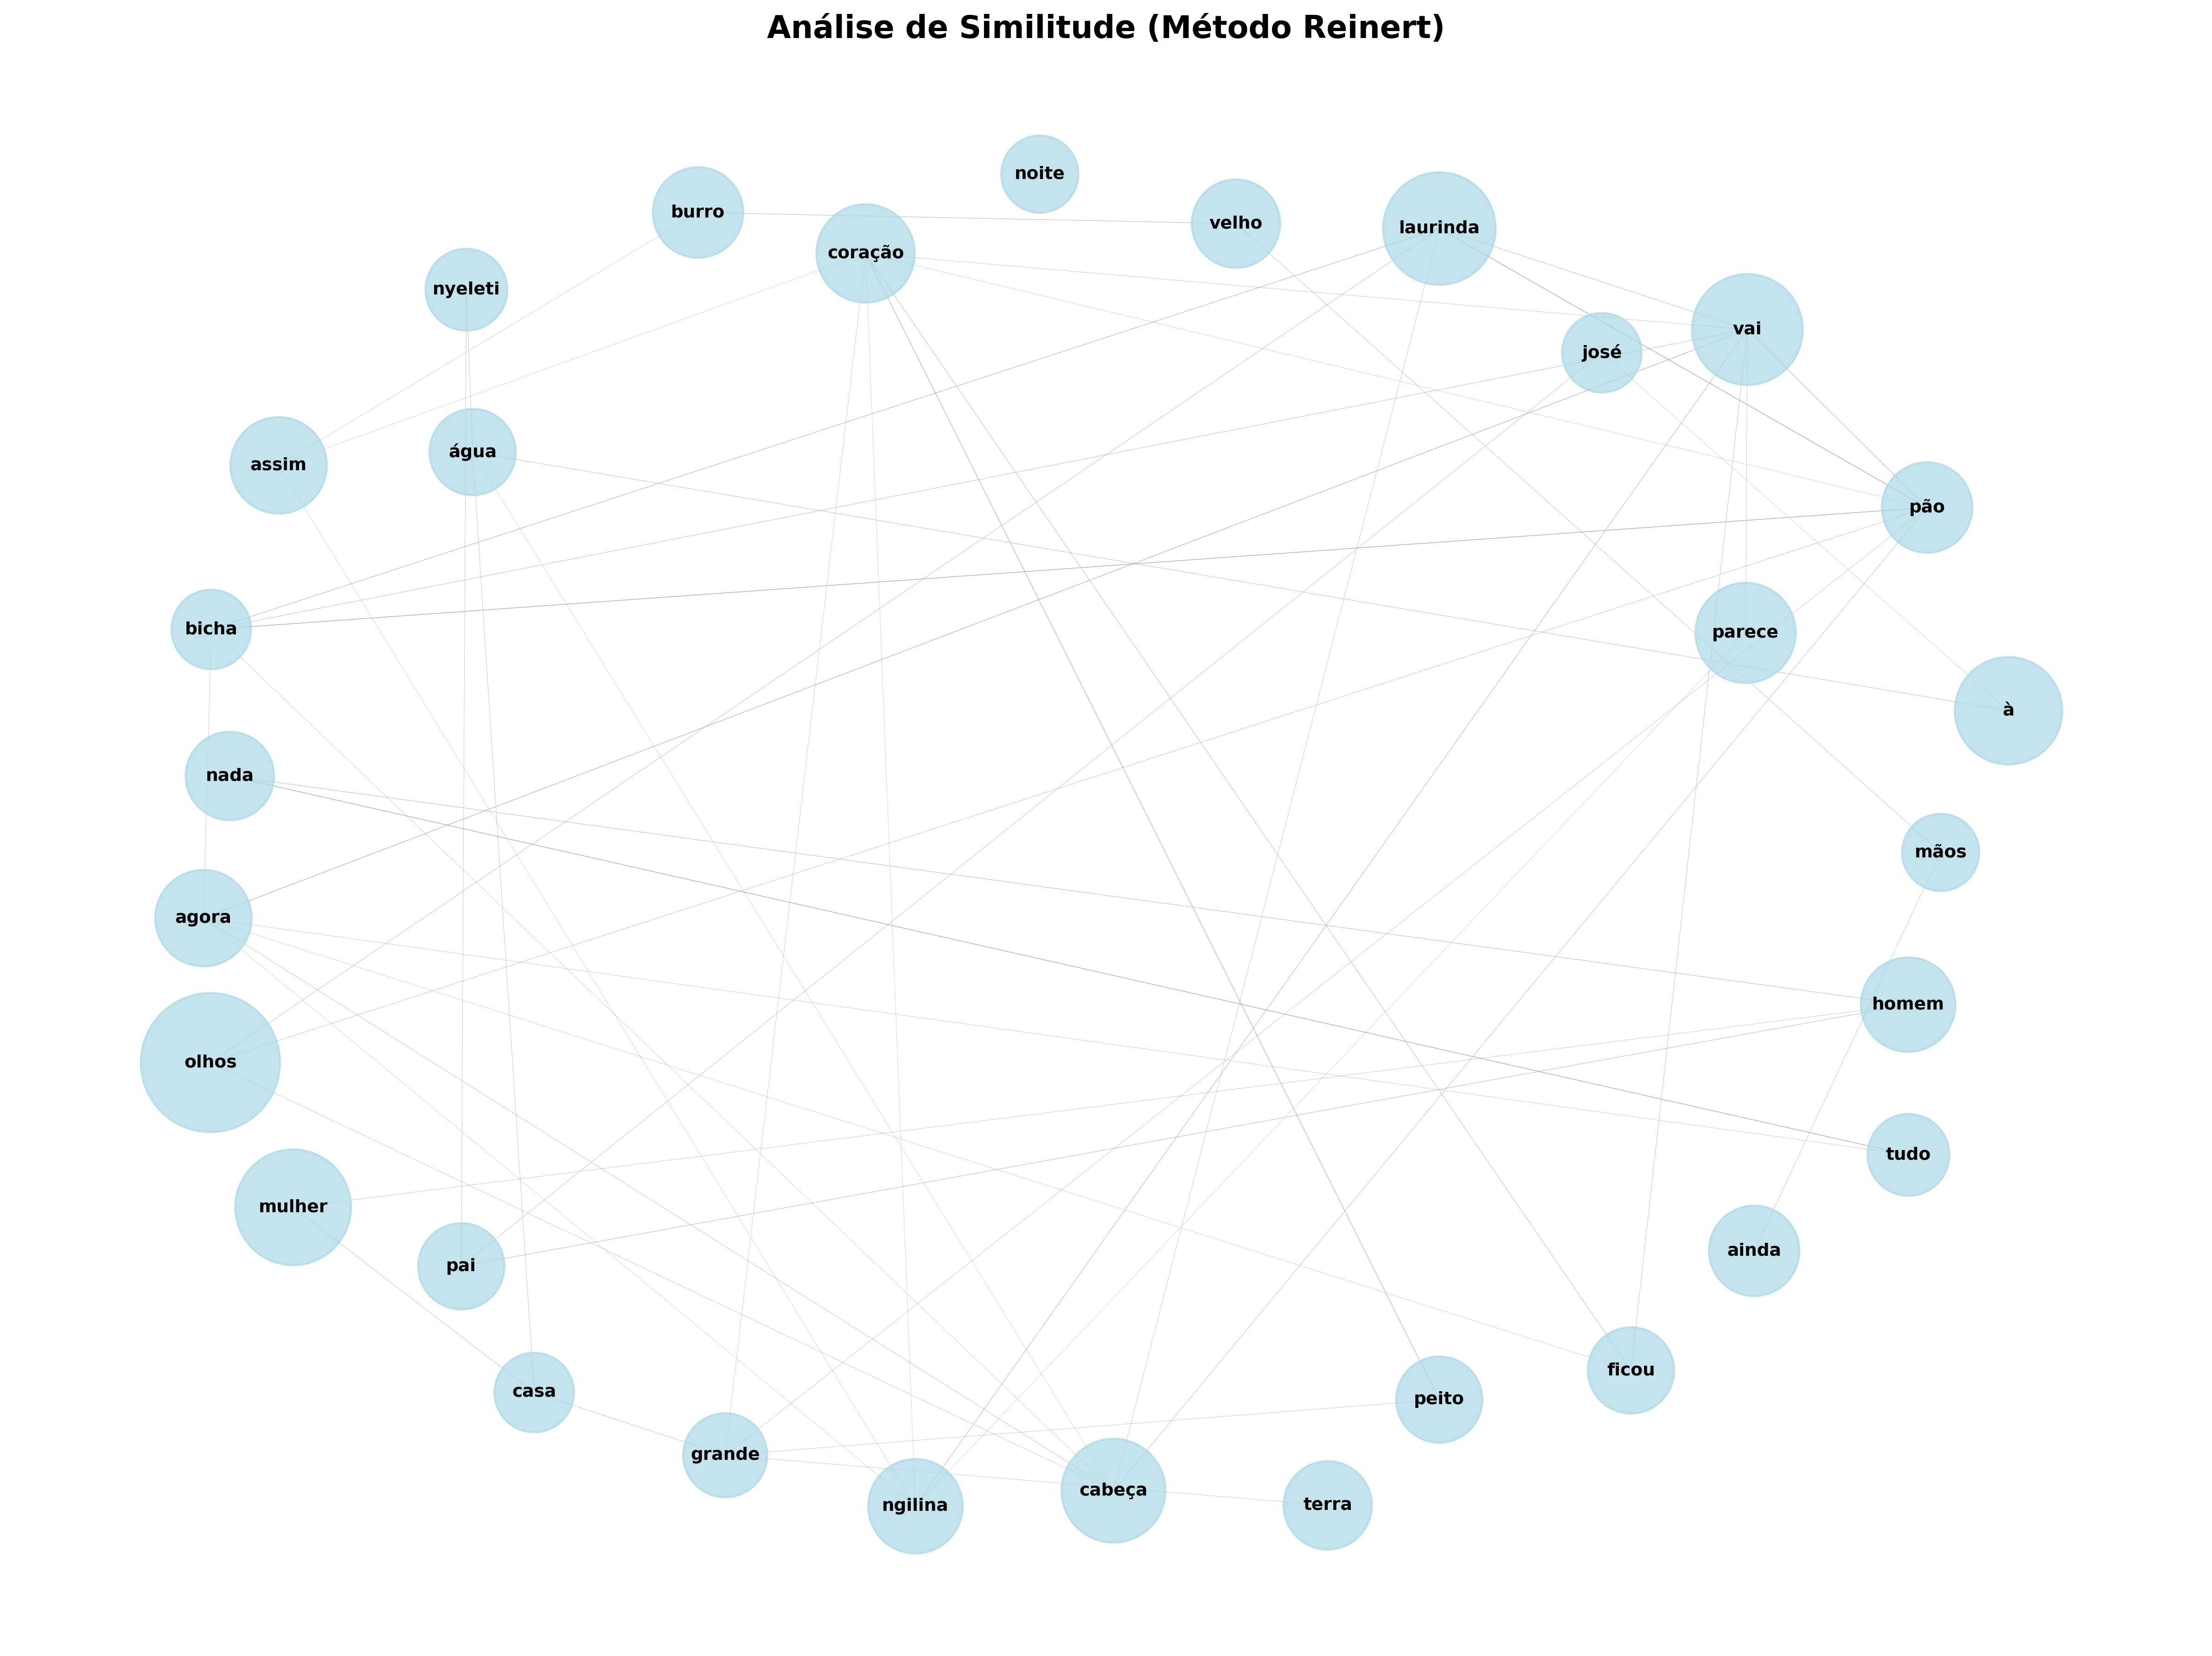 Análise de Similitude (Método Reinert)
noite
burro
velho
laurinda
coração
nyeleti
vai
josé
água
assim
pão
bicha
parece
à
nada
mãos
agora
homem
olhos
tudo
mulher
ainda
pai
ficou
casa
peito
grande
cabeça
terra
ngilina